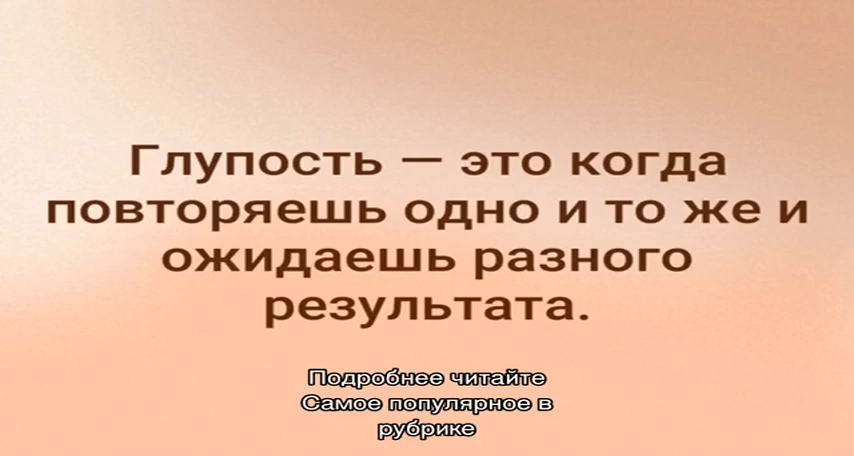 Глупость — это когда
повторяешь одно и то же и
ожидаешь разного
результата.
Подробнее читайте
Самое популярное в
рубрике